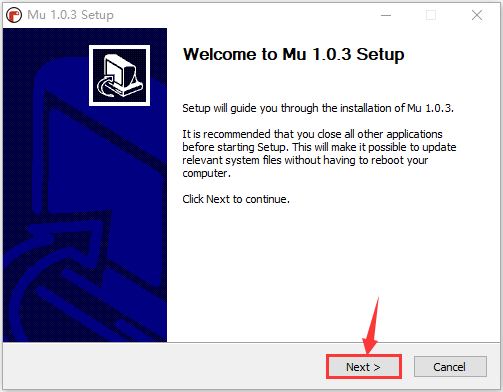 Mu 1.0.3 Setup
Welcome to Mu 1.0.3 Setup
Setup will guide you through the installation of Mu 1.0.3.
It is recommended that you close all other applications
before starting Setup. This will make it possible to update
relevant system files without having to reboot your
computer.
Click Next to continue.
Next >
Cancel